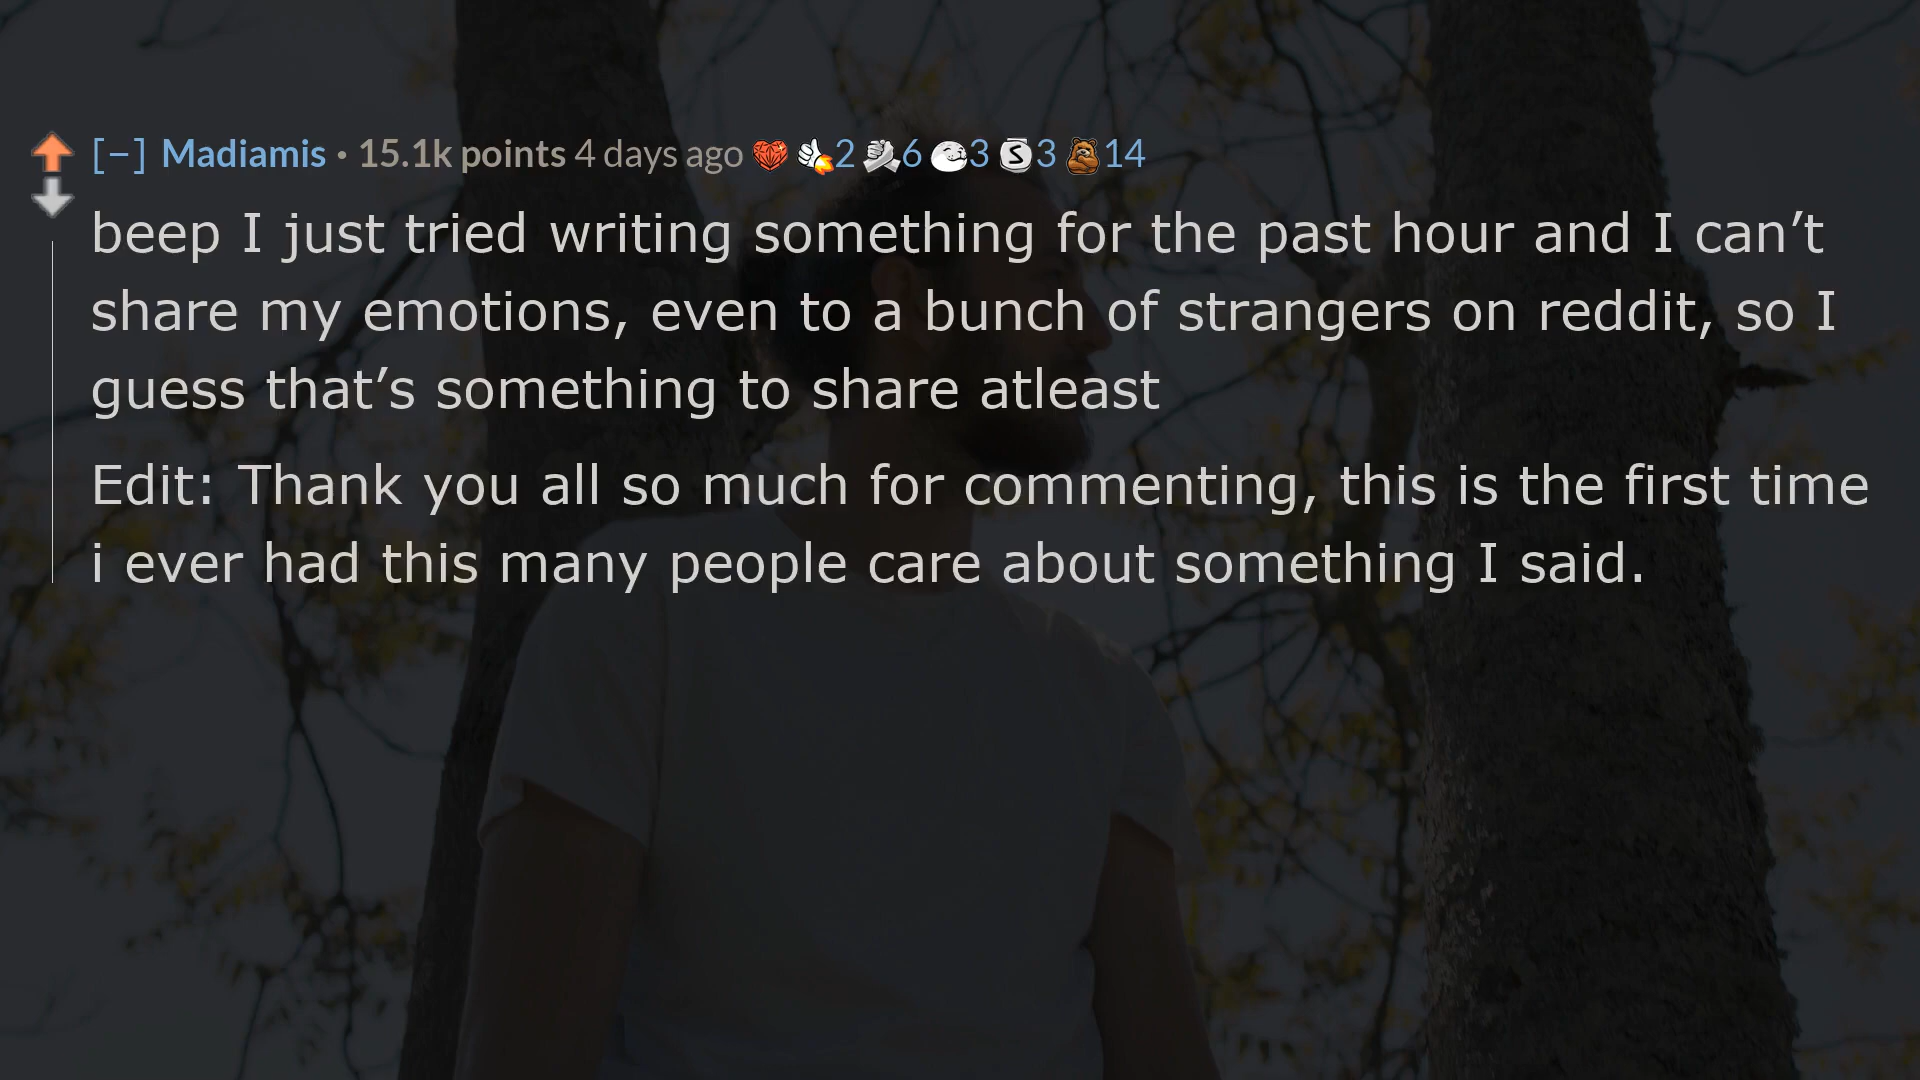 [–] Madiamis · 15.1k points 4 days ago 2 6 3 S 3 14
beep I just tried writing something for the past hour and I can’t
share my emotions, even to a bunch of strangers on reddit, so I
guess that’s something to share atleast
Edit: Thank you all so much for commenting, this is the first time
i ever had this many people care about something I said.